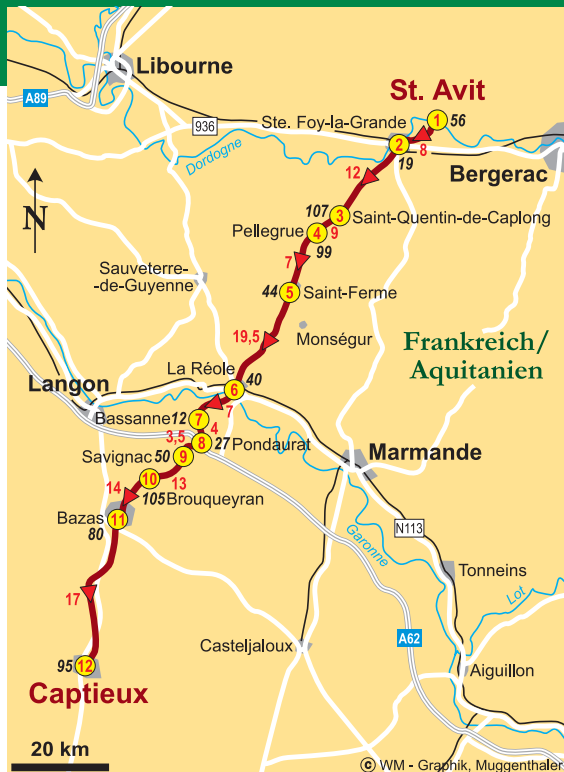 Libourne
A89
936
St. Avit
Ste. Foy-la-Grande
1
56
8
2
19
Dordogne
Bergerac
12
N
107
3
Saint-Quentin-de-Caplong
Pellegrue
4
9
99
7
Sauveterre-
-de-Guyenne
44
5
Saint-Ferme
Monségur
19,5
Frankreich/
Aquitanien
La Réole
6
40
Langon
7
Bassanne
12
7
4
3,5
8
27
Pondaurat
Savignac
50
9
Marmande
13
14
10
105
Brouqueyran
Bazas
11
80
Garonne
N113
Tonneins
Lot
17
Casteljaloux
A62
95
12
Aiguillon
Captieux
20 km
© WM - Graphik, Muggenthaler